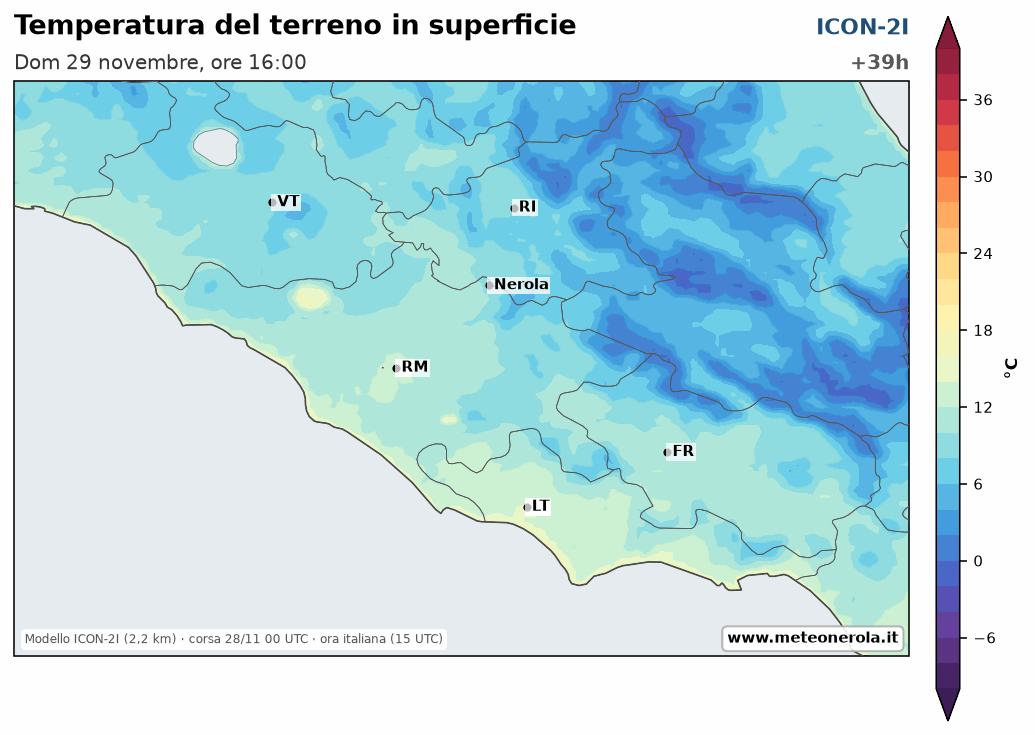 Temperatura del terreno in superficie
ICON-2I
Dom 29 novembre, ore 16:00
+39h
36
30
24
18
12
6
0
−6
°C
VT
RI
Nerola
RM
FR
LT
Modello ICON-2I (2,2 km) · corsa 28/11 00 UTC · ora italiana (15 UTC)
www.meteonerola.it